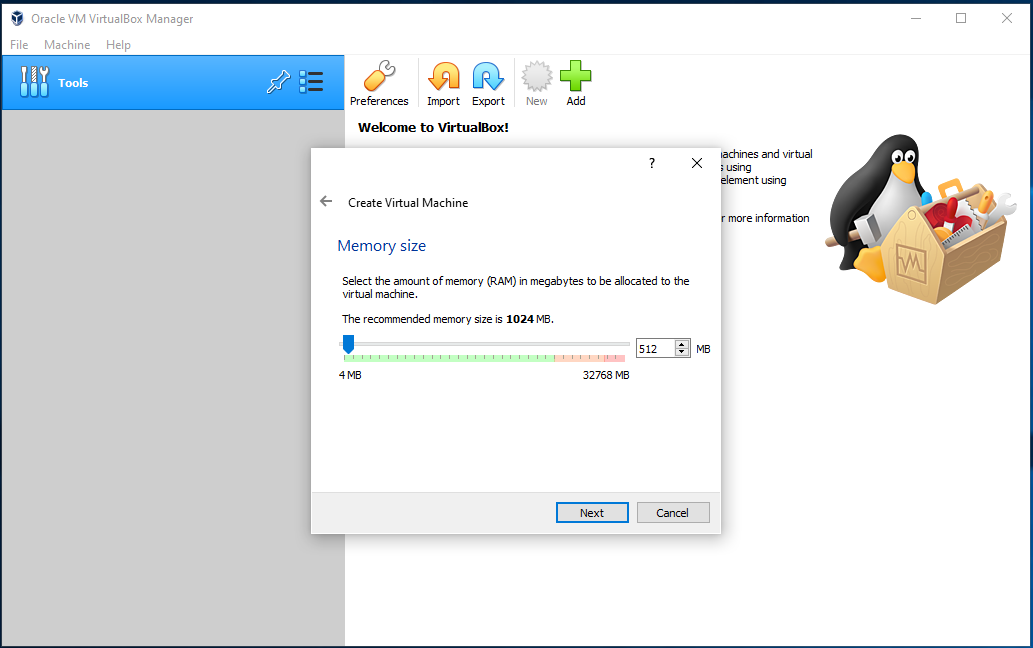 Oracle VM VirtualBox Manager
File Machine Help
Tools
Preferences Import Export New Add
Welcome to VirtualBox!
machines and virtual
using
element using
more information
?
Create Virtual Machine
Memory size
Select the amount of memory (RAM) in megabytes to be allocated to the
virtual machine.
The recommended memory size is 1024 MB.
512 MB
4 MB 32768 MB
Next Cancel